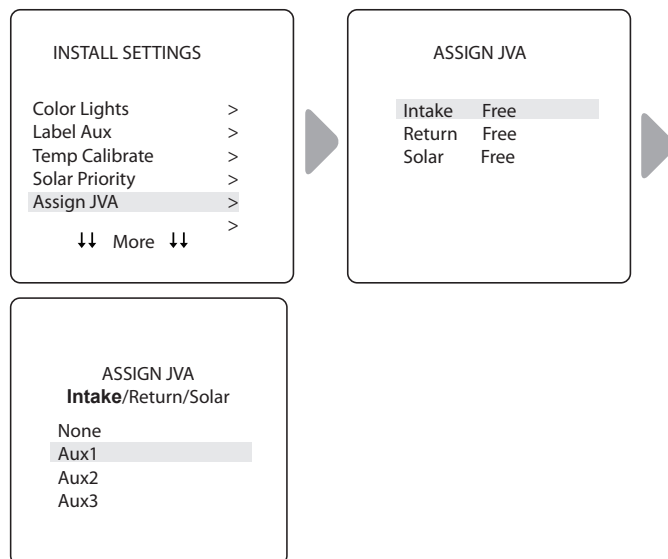 INSTALL SETTINGS
Color Lights >
Label Aux >
Temp Calibrate >
Solar Priority >
Assign JVA >
>
↓↓ More ↓↓
ASSIGN JVA
Intake Free
Return Free
Solar Free
ASSIGN JVA
Intake/Return/Solar
None
Aux1
Aux2
Aux3